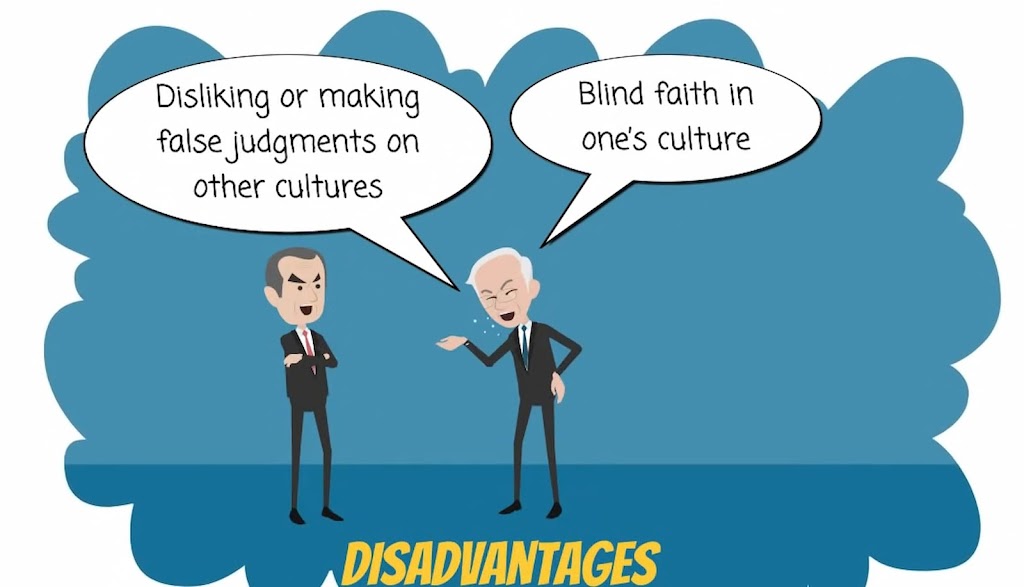 Disliking or making
false judgments on
other cultures
Blind faith in
one's culture
DISADVANTAGES